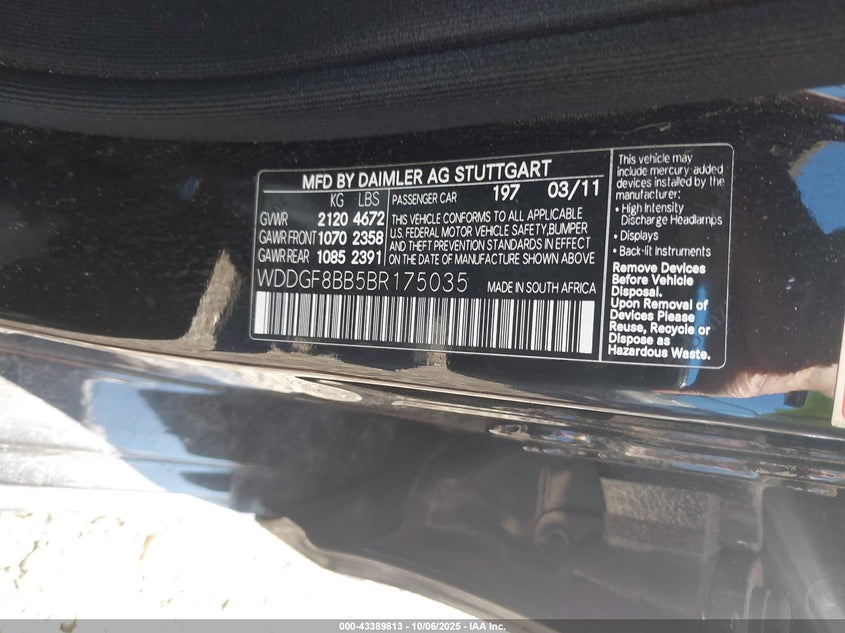 MFD BY DAIMLER AG STUTTGART
KG LBS
GVWR 2120 4672
GAWR FRONT 1070 2358
GAWR REAR 1085 2391
PASSENGER CAR 197 03/11
THIS VEHICLE CONFORMS TO ALL APPLICABLE
U.S. FEDERAL MOTOR VEHICLE SAFETY, BUMPER
AND THEFT PREVENTION STANDARDS IN EFFECT
ON THE DATE OF MANUFACTURE SHOWN ABOVE
WDDGF8BB5BR175035 MADE IN SOUTH AFRICA
This vehicle may
include mercury-added
devices installed by the
manufacturer:
• High Intensity
Discharge Headlamps
• Displays
• Back-lit Instruments
Remove Devices
Before Vehicle
Disposal.
Upon Removal of
Devices Please
Reuse, Recycle or
Dispose as
Hazardous Waste.
000-43389813 - 10/06/2025 - IAA Inc.